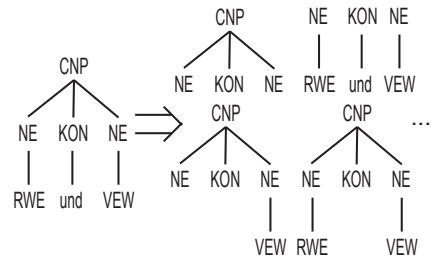 CNP NE KON NE
CNP
NE KON NE RWE und VEW
NE KON NE CNP CNP ...
RWE und VEW NE KON NE NE KON NE
VEW RWE VEW